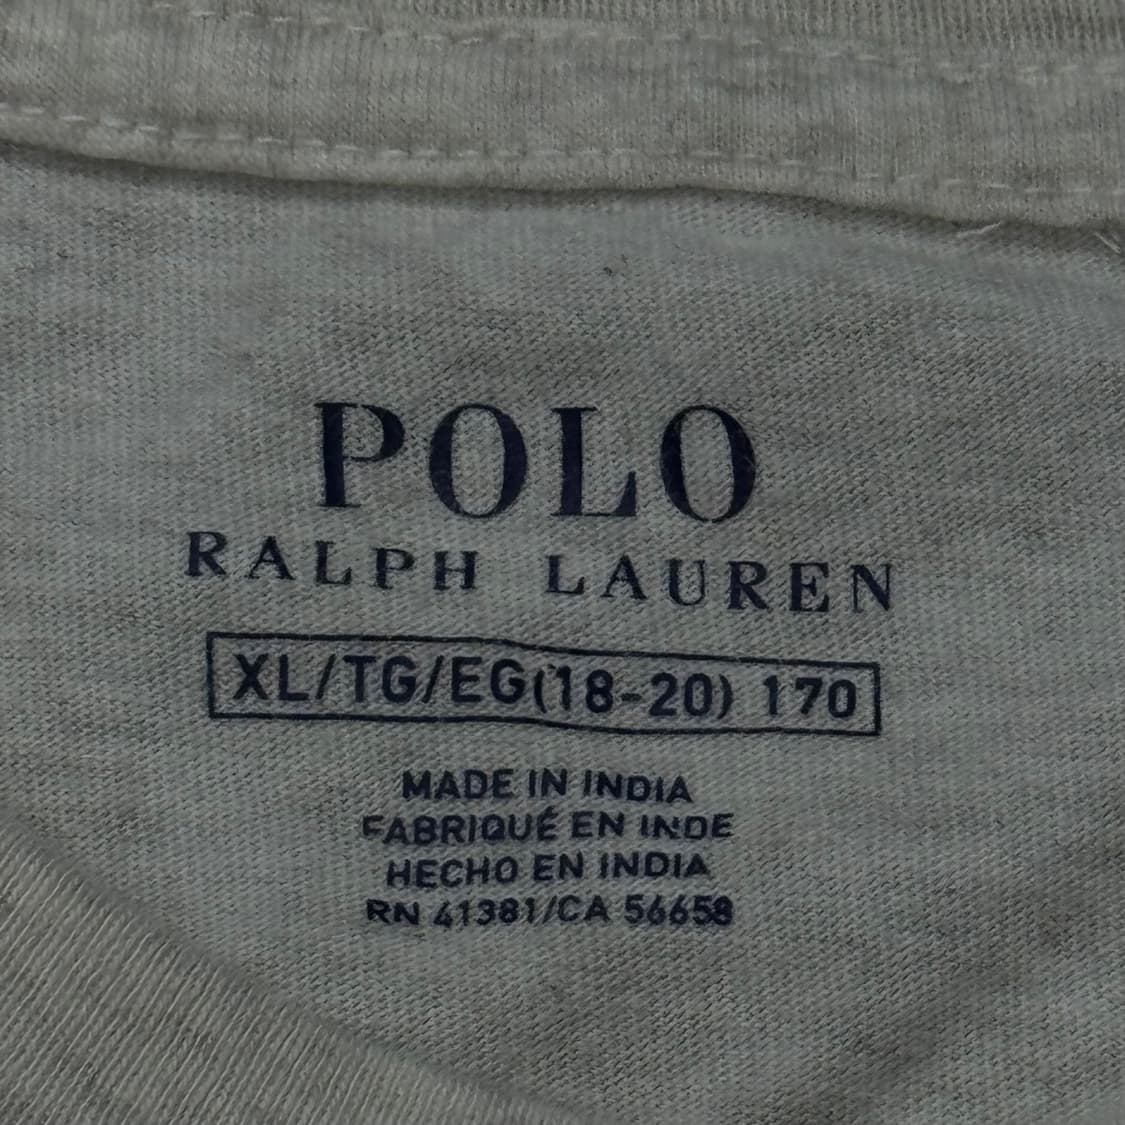 POLO
RALPH LAUREN
XL/TG/EG(18-20) 170
MADE IN INDIA
FABRIQUÉ EN INDE
HECHO EN INDIA
RN 41381/CA 56658